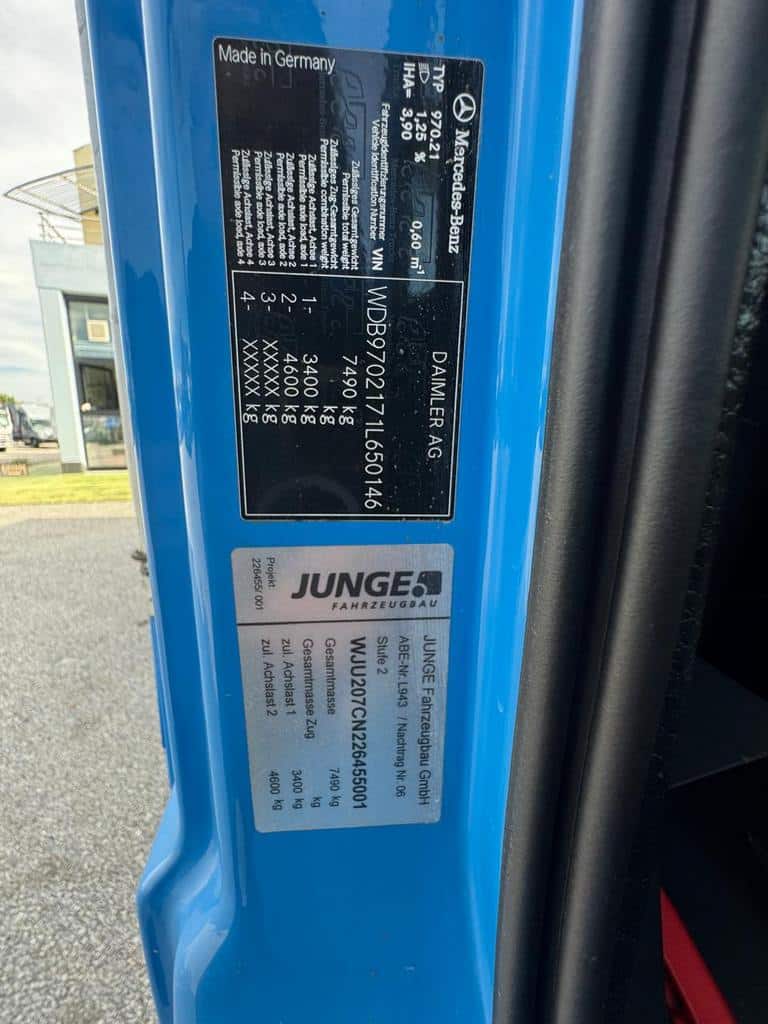 Mercedes-Benz
TYP 970.21
1,25 % 0,60 m⁻¹
IHA= 3,90
DAIMLER AG
Fahrzeugidentifizierungsnummer
Vehicle Identification Number VIN WDB9702171L650146
Zulässiges Gesamtgewicht
Permissible total weight 7490 kg
Zulässiges Zug-Gesamtgewicht
Permissible combination weight kg
Zulässige Achslast, Achse 1
Permissible axle load, axle 1 1- 3400 kg
Zulässige Achslast, Achse 2
Permissible axle load, axle 2 2- 4600 kg
Zulässige Achslast, Achse 3
Permissible axle load, axle 3 3- XXXXX kg
Zulässige Achslast, Achse 4
Permissible axle load, axle 4 4- XXXXX kg
Made in Germany
JUNGE
FAHRZEUGBAU
Projekt:
226455/ 001
JUNGE Fahrzeugbau GmbH
ABE-Nr. L943 / Nachtrag Nr. 06
Stufe 2
WJU207CN226455001
Gesamtmasse 7490 kg
Gesamtmasse Zug kg
zul. Achslast 1 3400 kg
zul. Achslast 2 4600 kg